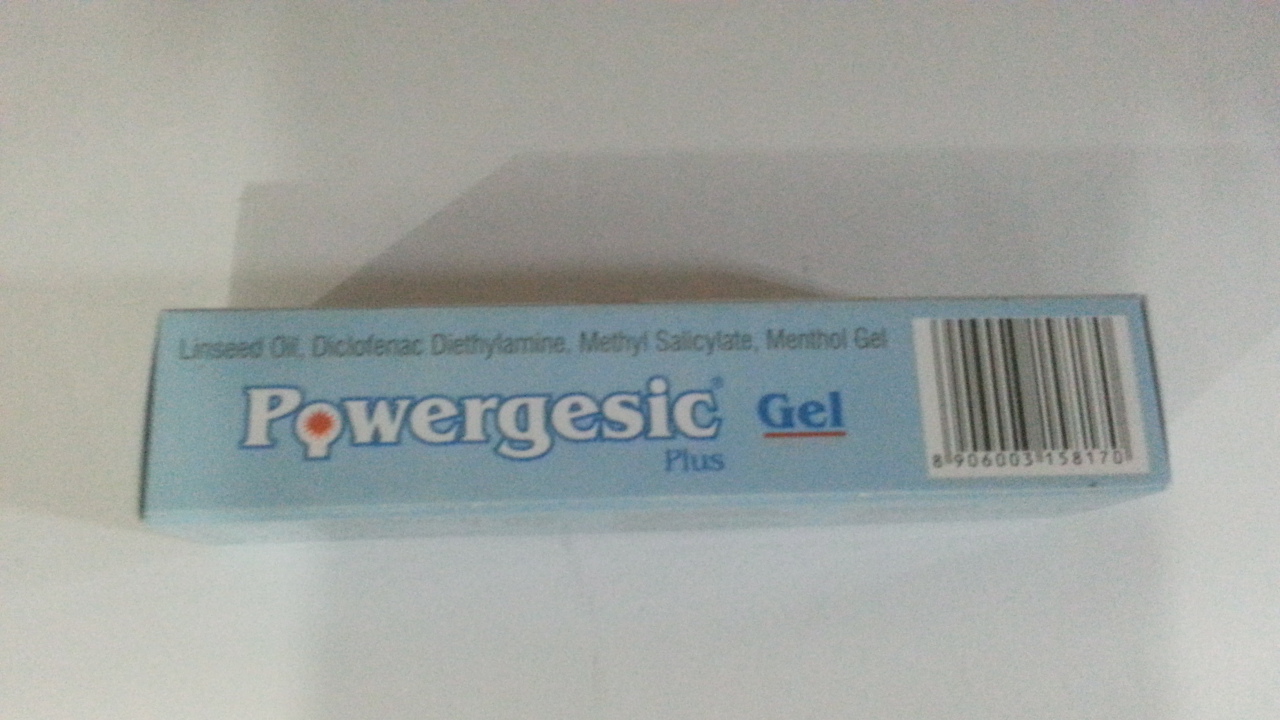 Linseed Oil, Diclofenac Diethylamine, Methyl Salicylate, Menthol Gel
Powergesic® Gel
Plus
8 906003 158170